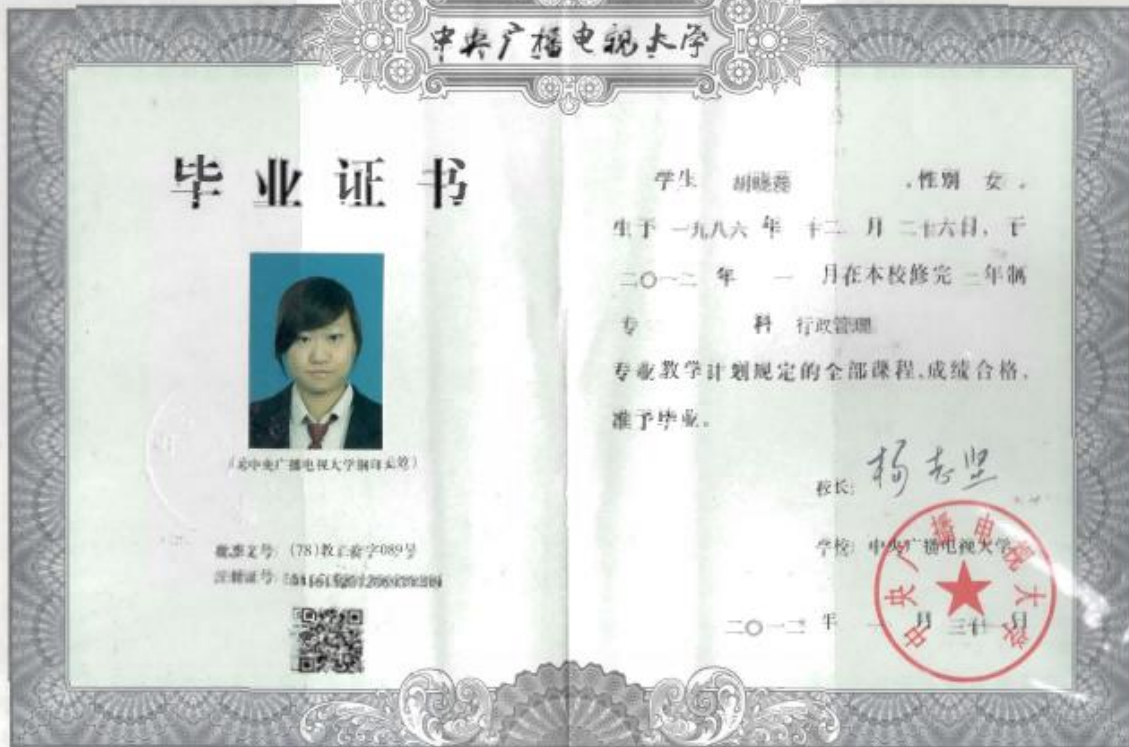 中央广播电视大学
毕业证书
(无中央广播电视大学钢印无效)
批准文号: (78)教工农字089号
注册证号:
学生 胡晓 ,性别 女 ,
生于 一九八六 年 十二 月 二十六日, 于
二〇一二 年 一 月在本校修完 二年制
专 科 行政管理
专业教学计划规定的全部课程,成绩合格,
准予毕业。
校长: 杨志坚
学校: 中央广播电视大学
二〇一二 年 一 月 日
中央广播电视大学